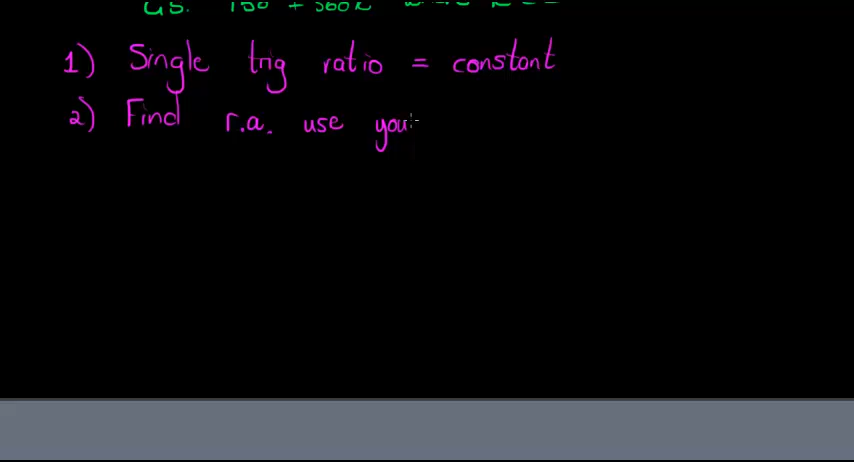 1) Single trig ratio = constant
2) Find r.a. use you